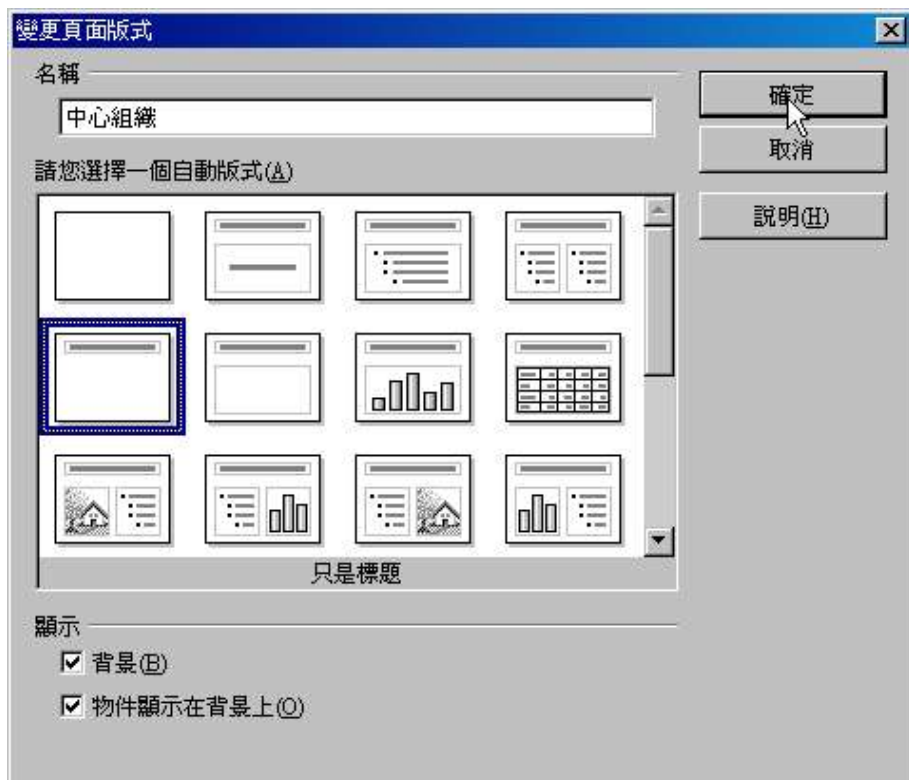 變更頁面版式
名稱
中心組織
確定
取消
請您選擇一個自動版式(A)
說明(H)
只是標題
顯示
背景(B)
物件顯示在背景上(O)